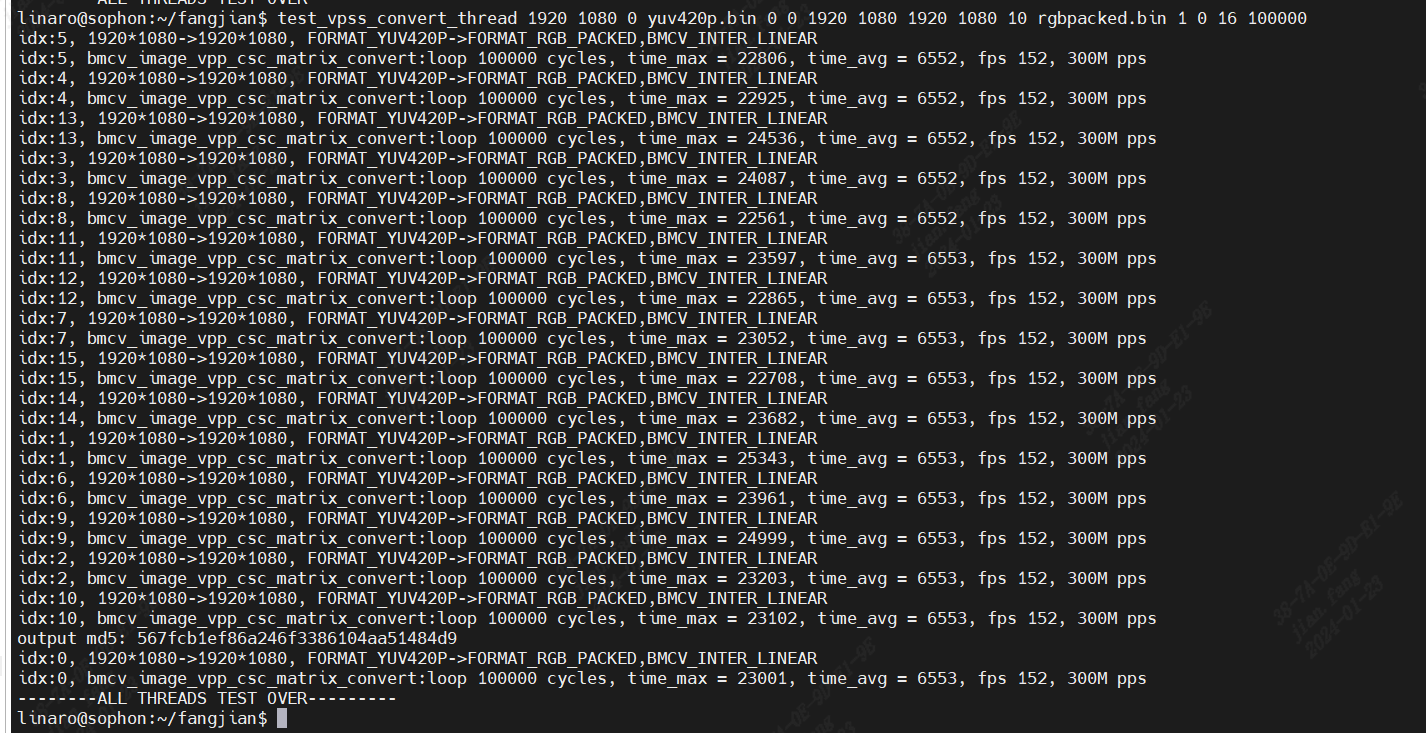 ALL THREADS TEST OVER
linaro@sophon:~/fangjian$ test_vpss_convert_thread 1920 1080 0 yuv420p.bin 0 0 1920 1080 1920 1080 10 rgbpacked.bin 1 0 16 100000
idx:5, 1920*1080->1920*1080, FORMAT_YUV420P->FORMAT_RGB_PACKED,BMCV_INTER_LINEAR
idx:5, bmcv_image_vpp_csc_matrix_convert:loop 100000 cycles, time_max = 22806, time_avg = 6552, fps 152, 300M pps
idx:4, 1920*1080->1920*1080, FORMAT_YUV420P->FORMAT_RGB_PACKED,BMCV_INTER_LINEAR
idx:4, bmcv_image_vpp_csc_matrix_convert:loop 100000 cycles, time_max = 22925, time_avg = 6552, fps 152, 300M pps
idx:13, 1920*1080->1920*1080, FORMAT_YUV420P->FORMAT_RGB_PACKED,BMCV_INTER_LINEAR
idx:13, bmcv_image_vpp_csc_matrix_convert:loop 100000 cycles, time_max = 24536, time_avg = 6552, fps 152, 300M pps
idx:3, 1920*1080->1920*1080, FORMAT_YUV420P->FORMAT_RGB_PACKED,BMCV_INTER_LINEAR
idx:3, bmcv_image_vpp_csc_matrix_convert:loop 100000 cycles, time_max = 24087, time_avg = 6552, fps 152, 300M pps
idx:8, 1920*1080->1920*1080, FORMAT_YUV420P->FORMAT_RGB_PACKED,BMCV_INTER_LINEAR
idx:8, bmcv_image_vpp_csc_matrix_convert:loop 100000 cycles, time_max = 22561, time_avg = 6552, fps 152, 300M pps
idx:11, 1920*1080->1920*1080, FORMAT_YUV420P->FORMAT_RGB_PACKED,BMCV_INTER_LINEAR
idx:11, bmcv_image_vpp_csc_matrix_convert:loop 100000 cycles, time_max = 23597, time_avg = 6553, fps 152, 300M pps
idx:12, 1920*1080->1920*1080, FORMAT_YUV420P->FORMAT_RGB_PACKED,BMCV_INTER_LINEAR
idx:12, bmcv_image_vpp_csc_matrix_convert:loop 100000 cycles, time_max = 22865, time_avg = 6553, fps 152, 300M pps
idx:7, 1920*1080->1920*1080, FORMAT_YUV420P->FORMAT_RGB_PACKED,BMCV_INTER_LINEAR
idx:7, bmcv_image_vpp_csc_matrix_convert:loop 100000 cycles, time_max = 23052, time_avg = 6553, fps 152, 300M pps
idx:15, 1920*1080->1920*1080, FORMAT_YUV420P->FORMAT_RGB_PACKED,BMCV_INTER_LINEAR
idx:15, bmcv_image_vpp_csc_matrix_convert:loop 100000 cycles, time_max = 22708, time_avg = 6553, fps 152, 300M pps
idx:14, 1920*1080->1920*1080, FORMAT_YUV420P->FORMAT_RGB_PACKED,BMCV_INTER_LINEAR
idx:14, bmcv_image_vpp_csc_matrix_convert:loop 100000 cycles, time_max = 23682, time_avg = 6553, fps 152, 300M pps
idx:1, 1920*1080->1920*1080, FORMAT_YUV420P->FORMAT_RGB_PACKED,BMCV_INTER_LINEAR
idx:1, bmcv_image_vpp_csc_matrix_convert:loop 100000 cycles, time_max = 25343, time_avg = 6553, fps 152, 300M pps
idx:6, 1920*1080->1920*1080, FORMAT_YUV420P->FORMAT_RGB_PACKED,BMCV_INTER_LINEAR
idx:6, bmcv_image_vpp_csc_matrix_convert:loop 100000 cycles, time_max = 23961, time_avg = 6553, fps 152, 300M pps
idx:9, 1920*1080->1920*1080, FORMAT_YUV420P->FORMAT_RGB_PACKED,BMCV_INTER_LINEAR
idx:9, bmcv_image_vpp_csc_matrix_convert:loop 100000 cycles, time_max = 24999, time_avg = 6553, fps 152, 300M pps
idx:2, 1920*1080->1920*1080, FORMAT_YUV420P->FORMAT_RGB_PACKED,BMCV_INTER_LINEAR
idx:2, bmcv_image_vpp_csc_matrix_convert:loop 100000 cycles, time_max = 23203, time_avg = 6553, fps 152, 300M pps
idx:10, 1920*1080->1920*1080, FORMAT_YUV420P->FORMAT_RGB_PACKED,BMCV_INTER_LINEAR
idx:10, bmcv_image_vpp_csc_matrix_convert:loop 100000 cycles, time_max = 23102, time_avg = 6553, fps 152, 300M pps
output md5: 567fcb1ef86a246f3386104aa51484d9
idx:0, 1920*1080->1920*1080, FORMAT_YUV420P->FORMAT_RGB_PACKED,BMCV_INTER_LINEAR
idx:0, bmcv_image_vpp_csc_matrix_convert:loop 100000 cycles, time_max = 23001, time_avg = 6553, fps 152, 300M pps
--------ALL THREADS TEST OVER---------
linaro@sophon:~/fangjian$